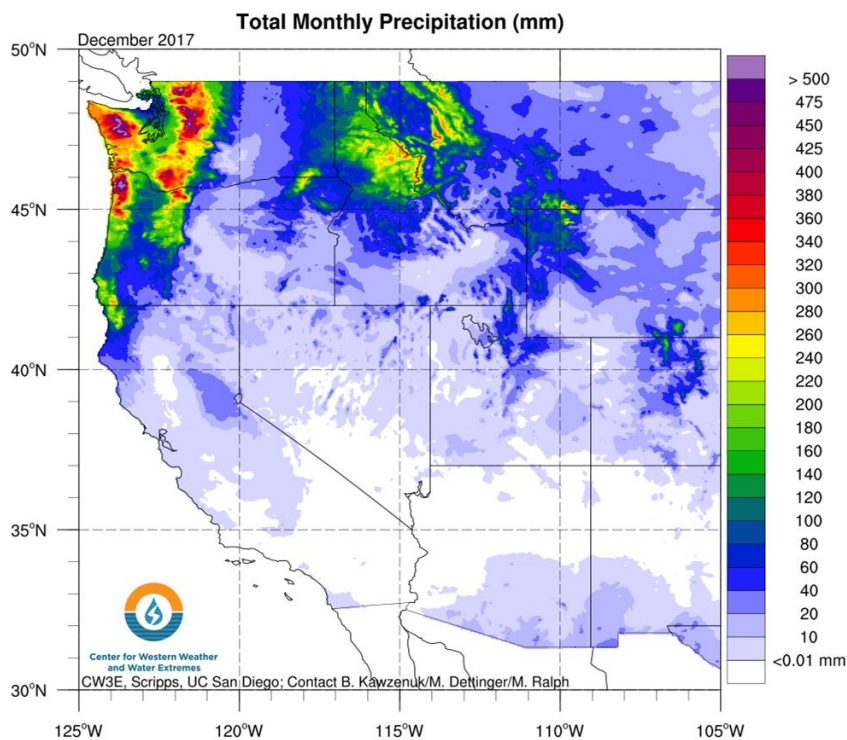 Total Monthly Precipitation (mm)
December 2017
50°N
45°N
40°N
35°N
30°N
125°W
120°W
115°W
110°W
105°W
> 500
475
450
425
400
380
360
340
320
300
280
260
240
220
200
180
160
140
120
100
80
60
40
20
10
<0.01 mm
Center for Western Weather
and Water Extremes
CW3E, Scripps, UC San Diego; Contact B. Kawzenuk/M. Dettinger/M. Ralph